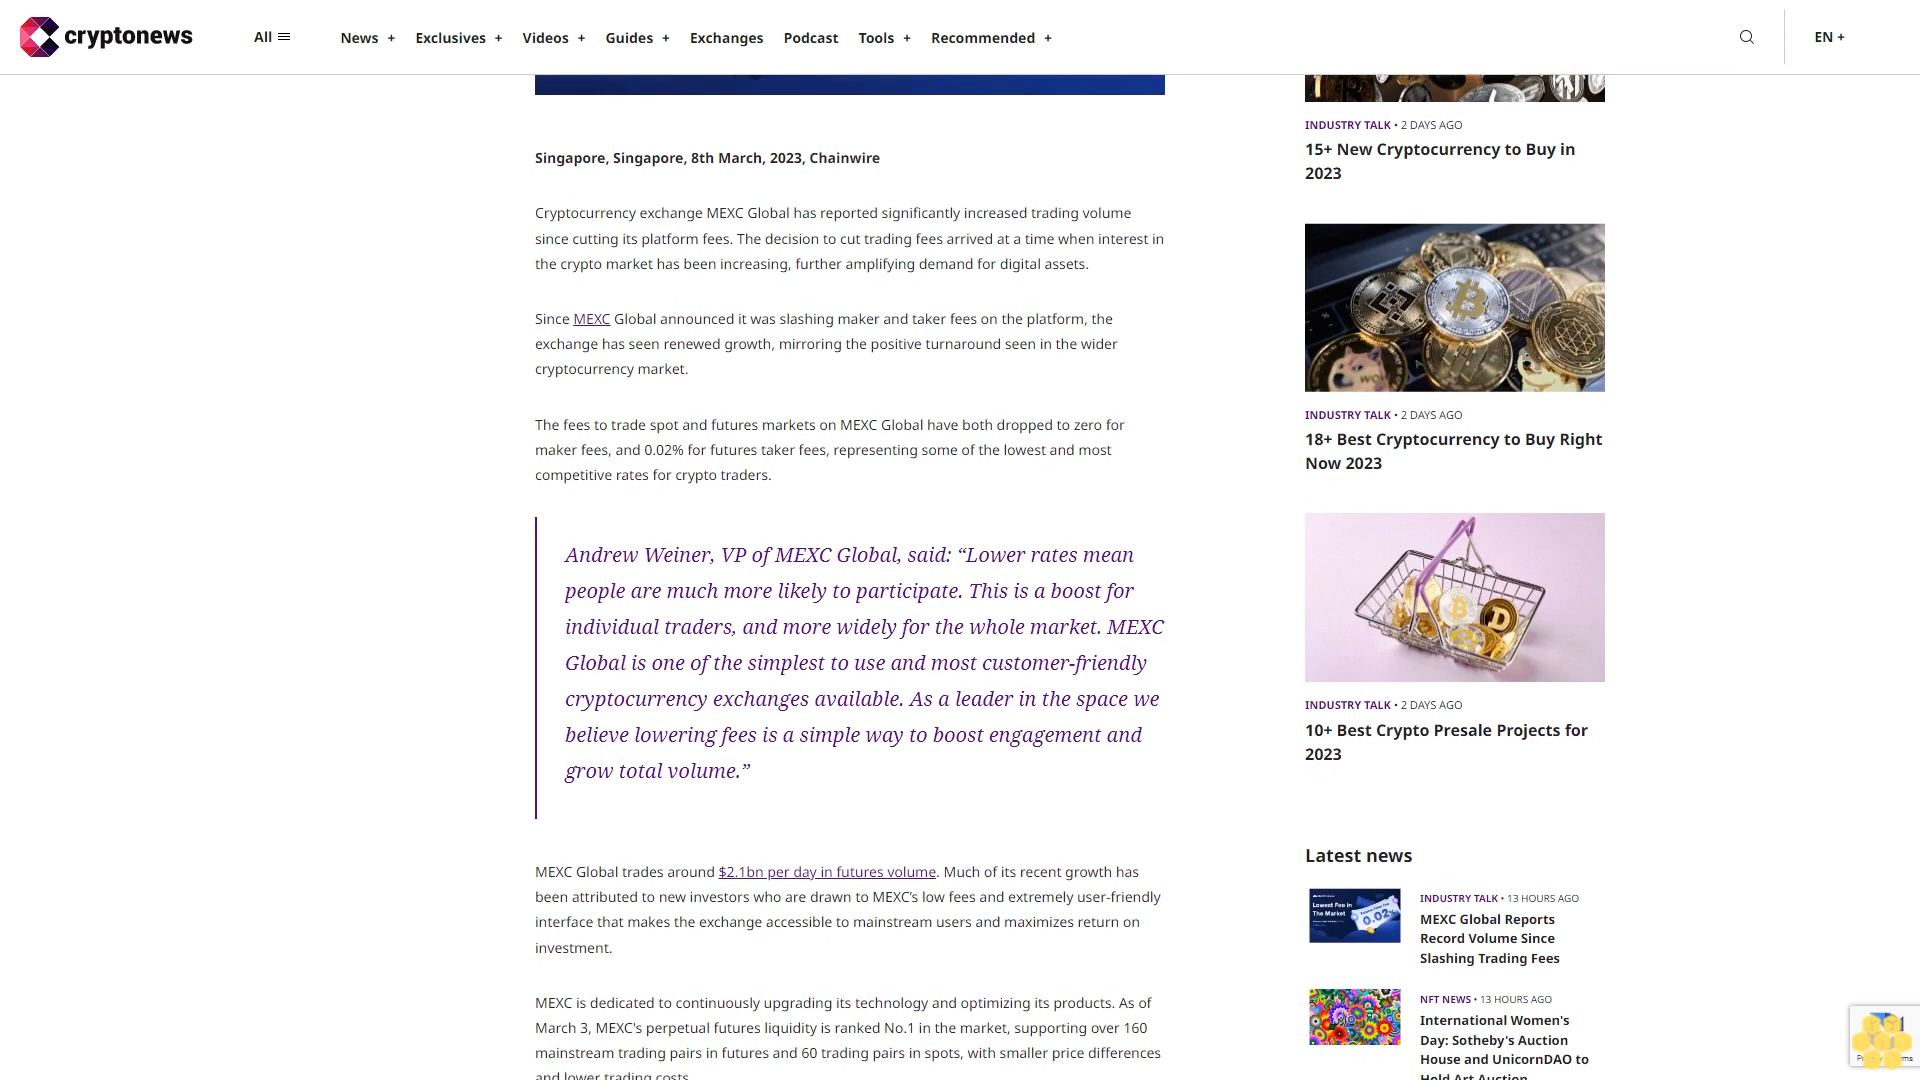 cryptonews
All
News +
Exclusives +
Videos +
Guides +
Exchanges
Podcast
Tools +
Recommended +
EN +
Singapore, Singapore, 8th March, 2023, Chainwire
Cryptocurrency exchange MEXC Global has reported significantly increased trading volume
since cutting its platform fees. The decision to cut trading fees arrived at a time when interest in
the crypto market has been increasing, further amplifying demand for digital assets.
Since MEXC Global announced it was slashing maker and taker fees on the platform, the
exchange has seen renewed growth, mirroring the positive turnaround seen in the wider
cryptocurrency market.
The fees to trade spot and futures markets on MEXC Global have both dropped to zero for
maker fees, and 0.02% for futures taker fees, representing some of the lowest and most
competitive rates for crypto traders.
Andrew Weiner, VP of MEXC Global, said: “Lower rates mean
people are much more likely to participate. This is a boost for
individual traders, and more widely for the whole market. MEXC
Global is one of the simplest to use and most customer-friendly
cryptocurrency exchanges available. As a leader in the space we
believe lowering fees is a simple way to boost engagement and
grow total volume.”
MEXC Global trades around $2.1bn per day in futures volume. Much of its recent growth has
been attributed to new investors who are drawn to MEXC’s low fees and extremely user-friendly
interface that makes the exchange accessible to mainstream users and maximizes return on
investment.
MEXC is dedicated to continuously upgrading its technology and optimizing its products. As of
March 3, MEXC's perpetual futures liquidity is ranked No.1 in the market, supporting over 160
mainstream trading pairs in futures and 60 trading pairs in spots, with smaller price differences
and lower trading costs.
INDUSTRY TALK • 2 DAYS AGO
15+ New Cryptocurrency to Buy in
2023
INDUSTRY TALK • 2 DAYS AGO
18+ Best Cryptocurrency to Buy Right
Now 2023
INDUSTRY TALK • 2 DAYS AGO
10+ Best Crypto Presale Projects for
2023
Latest news
Lowest Fee in
The Market
0.02%
INDUSTRY TALK • 13 HOURS AGO
MEXC Global Reports
Record Volume Since
Slashing Trading Fees
NFT NEWS • 13 HOURS AGO
International Women's
Day: Sotheby's Auction
House and UnicornDAO to
Hold Art Auction